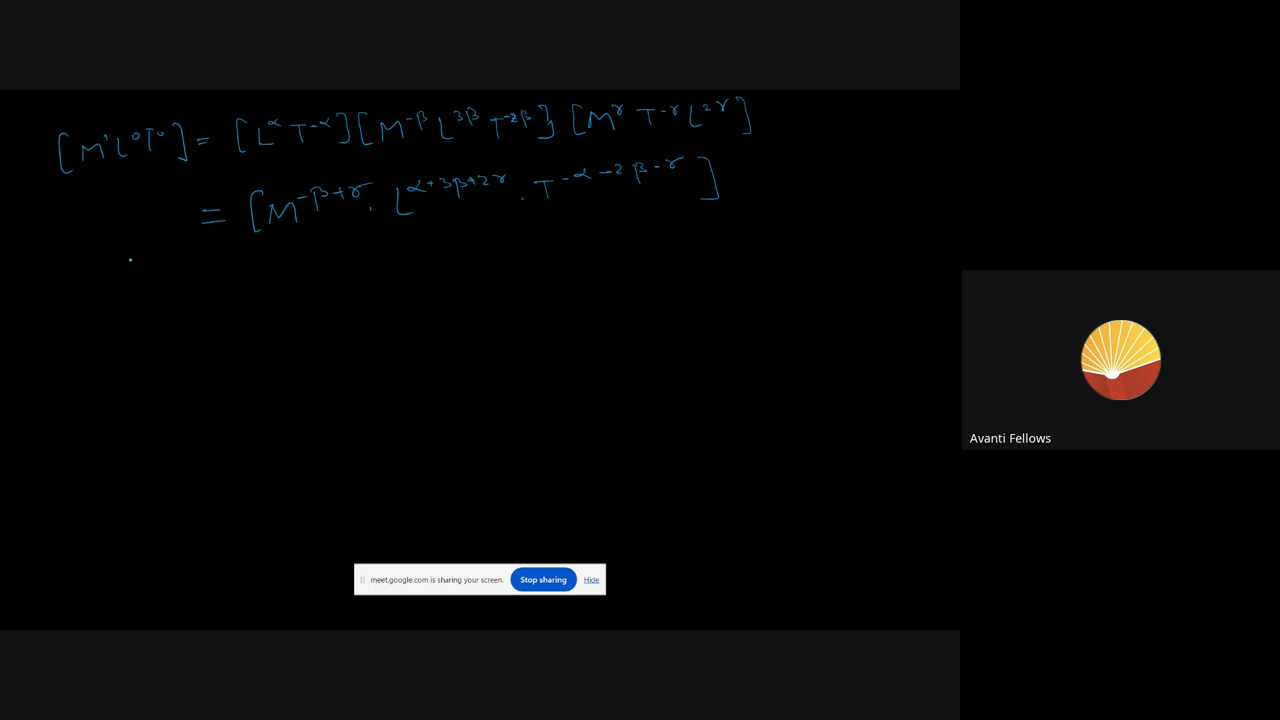 [M¹L⁰T⁰] = [L^α T^-α][M^-β L^3β T^-2β] [M^γ T^-γ L^2γ]
= [M^-β+γ . L^α+3β+2γ . T^-α-2β-γ]
Avanti Fellows
meet.google.com is sharing your screen. Stop sharing Hide